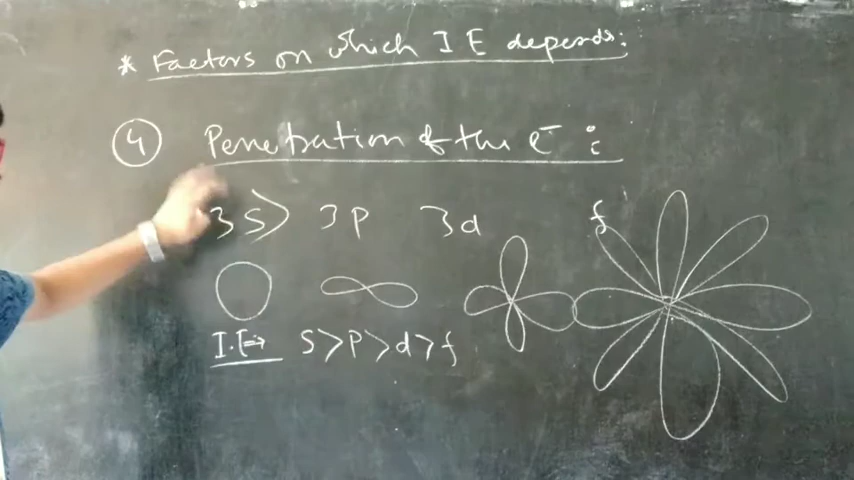 * Factors on which I E depends:
4 Penetration of the e⁻ :
3s> 3p 3d f
I.E⇒ s>p>d>f